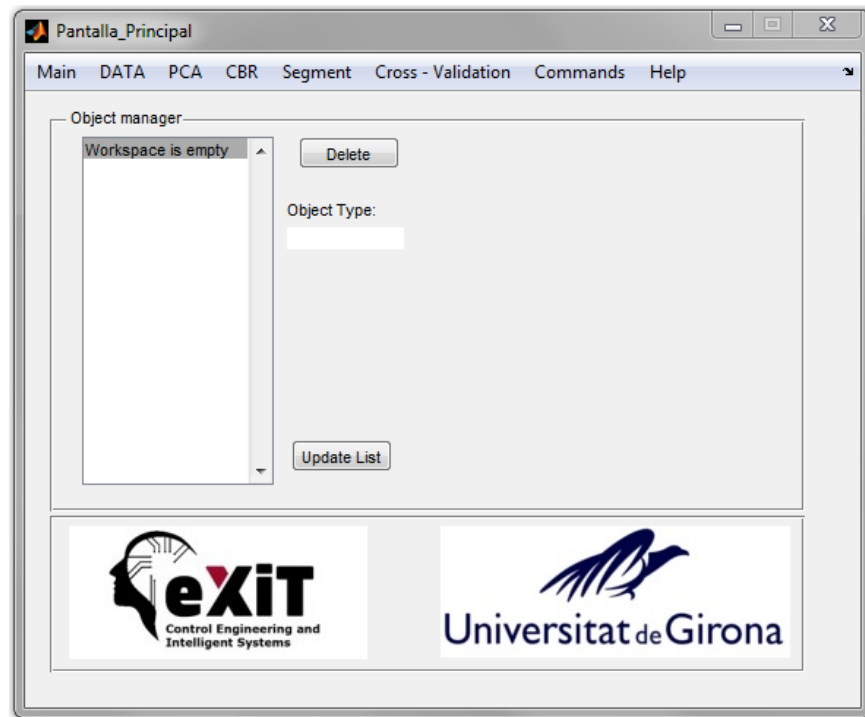 Pantalla_Principal
Main DATA PCA CBR Segment Cross - Validation Commands Help
Object manager
Workspace is empty
Delete
Object Type:
Update List
eXiT
Control Engineering and
Intelligent Systems
Universitat de Girona